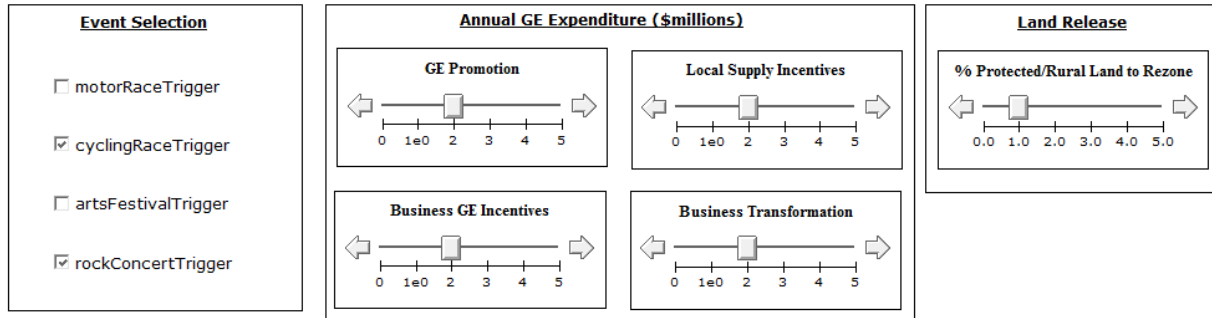 Event Selection
motorRaceTrigger
cyclingRaceTrigger
artsFestivalTrigger
rockConcertTrigger
Annual GE Expenditure ($millions)
GE Promotion
0 1e0 2 3 4 5
Local Supply Incentives
0 1e0 2 3 4 5
Business GE Incentives
0 1e0 2 3 4 5
Business Transformation
0 1e0 2 3 4 5
Land Release
% Protected/Rural Land to Rezone
0.0 1.0 2.0 3.0 4.0 5.0